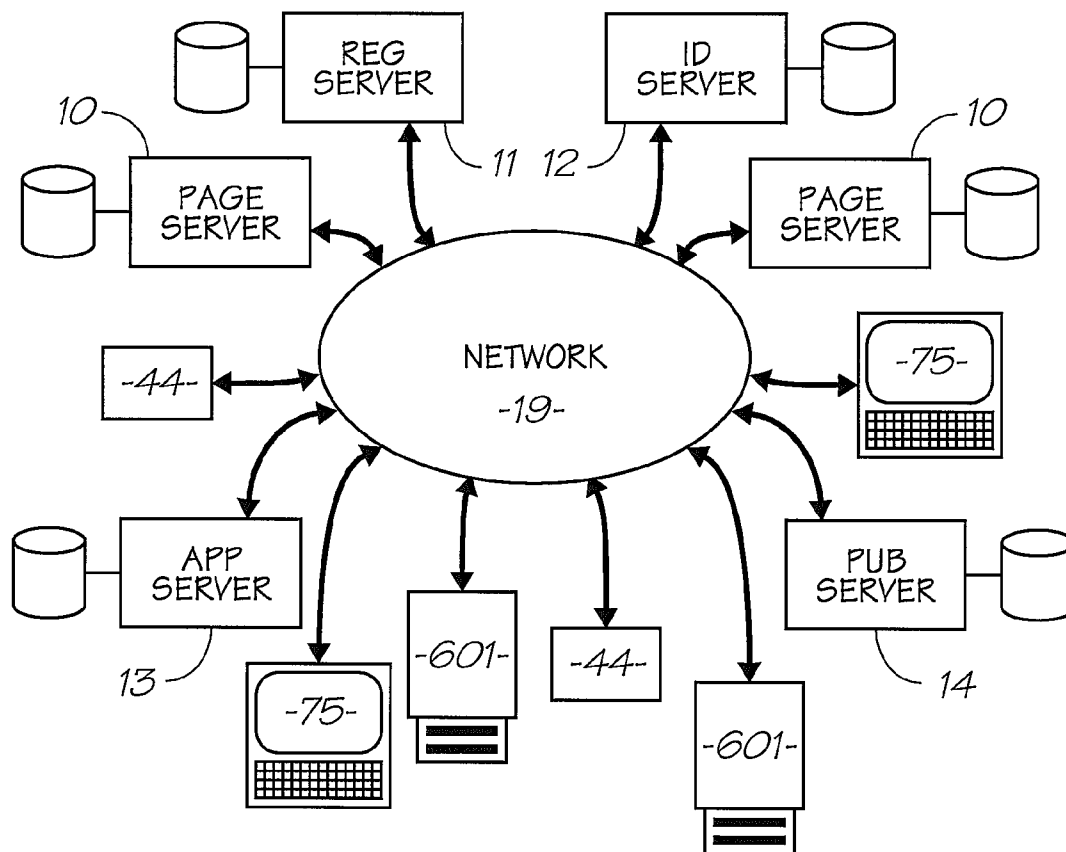 REG
SERVER
ID
SERVER
10
11
12
10
PAGE
SERVER
PAGE
SERVER
-44-
NETWORK
-19-
-75-
APP
SERVER
PUB
SERVER
13
-75-
-601-
-44-
-601-
14